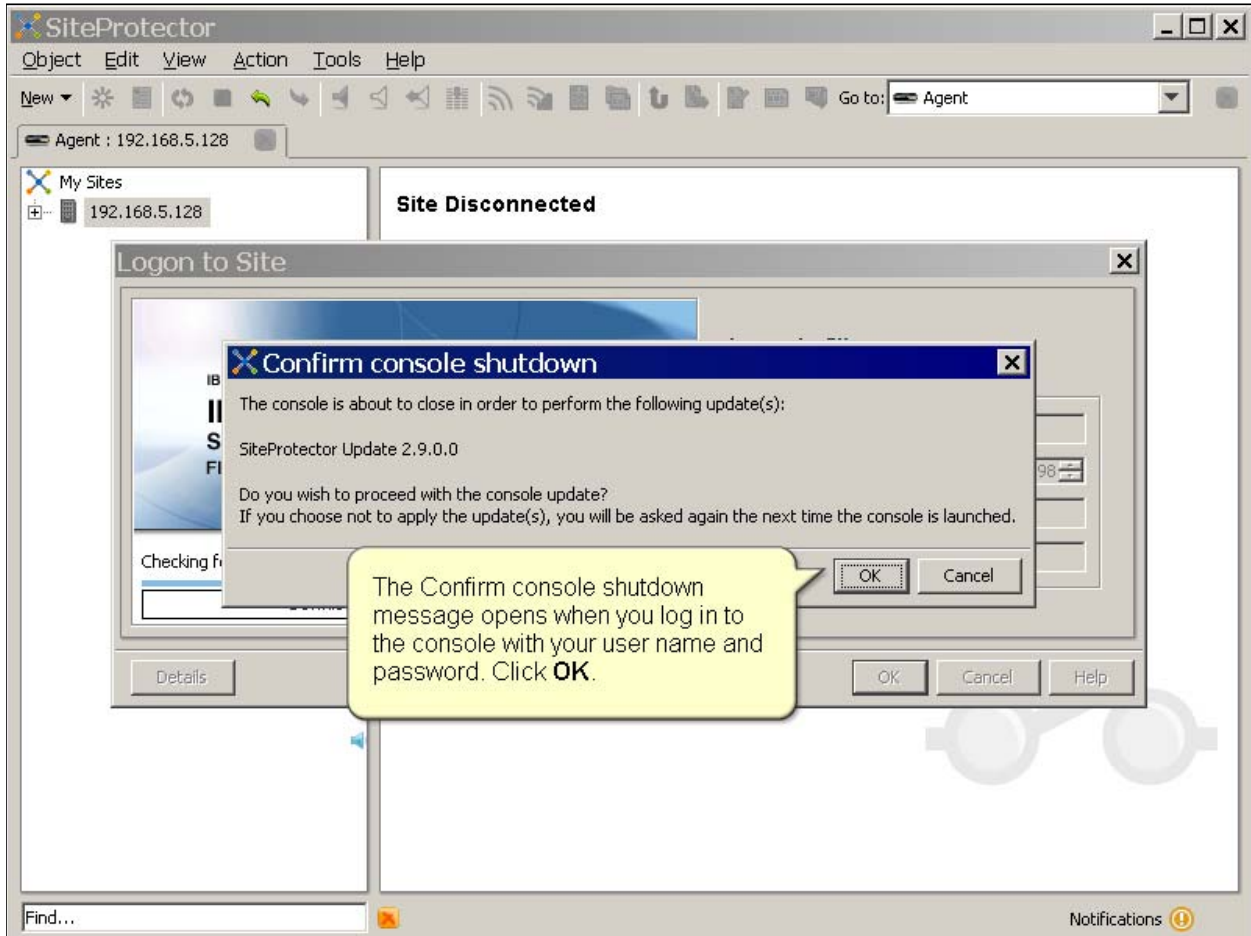 SiteProtector
Object Edit View Action Tools Help
New Go to: Agent
Agent : 192.168.5.128
My Sites
192.168.5.128
Site Disconnected
Logon to Site
Confirm console shutdown
The console is about to close in order to perform the following update(s):
SiteProtector Update 2.9.0.0
Do you wish to proceed with the console update?
If you choose not to apply the update(s), you will be asked again the next time the console is launched.
OK Cancel
IB
S
98
Checking f
The Confirm console shutdown
message opens when you log in to
the console with your user name and
password. Click OK.
Details OK Cancel Help
Find... Notifications